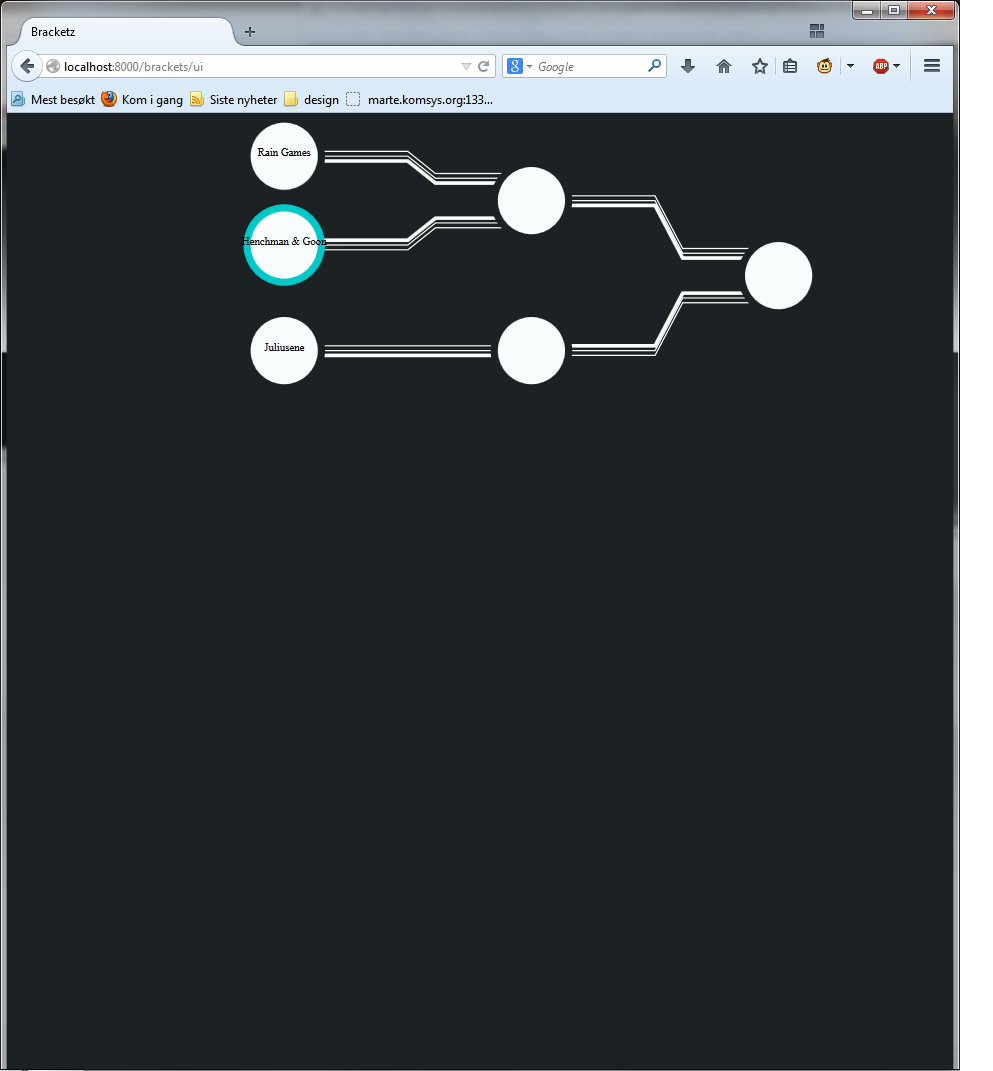 Bracketz
localhost:8000/brackets/ui
Google
ABP
Mest besøkt Kom i gang Siste nyheter design marte.komsys.org:133...
Rain Games
Henchman & Goon
Juliusene